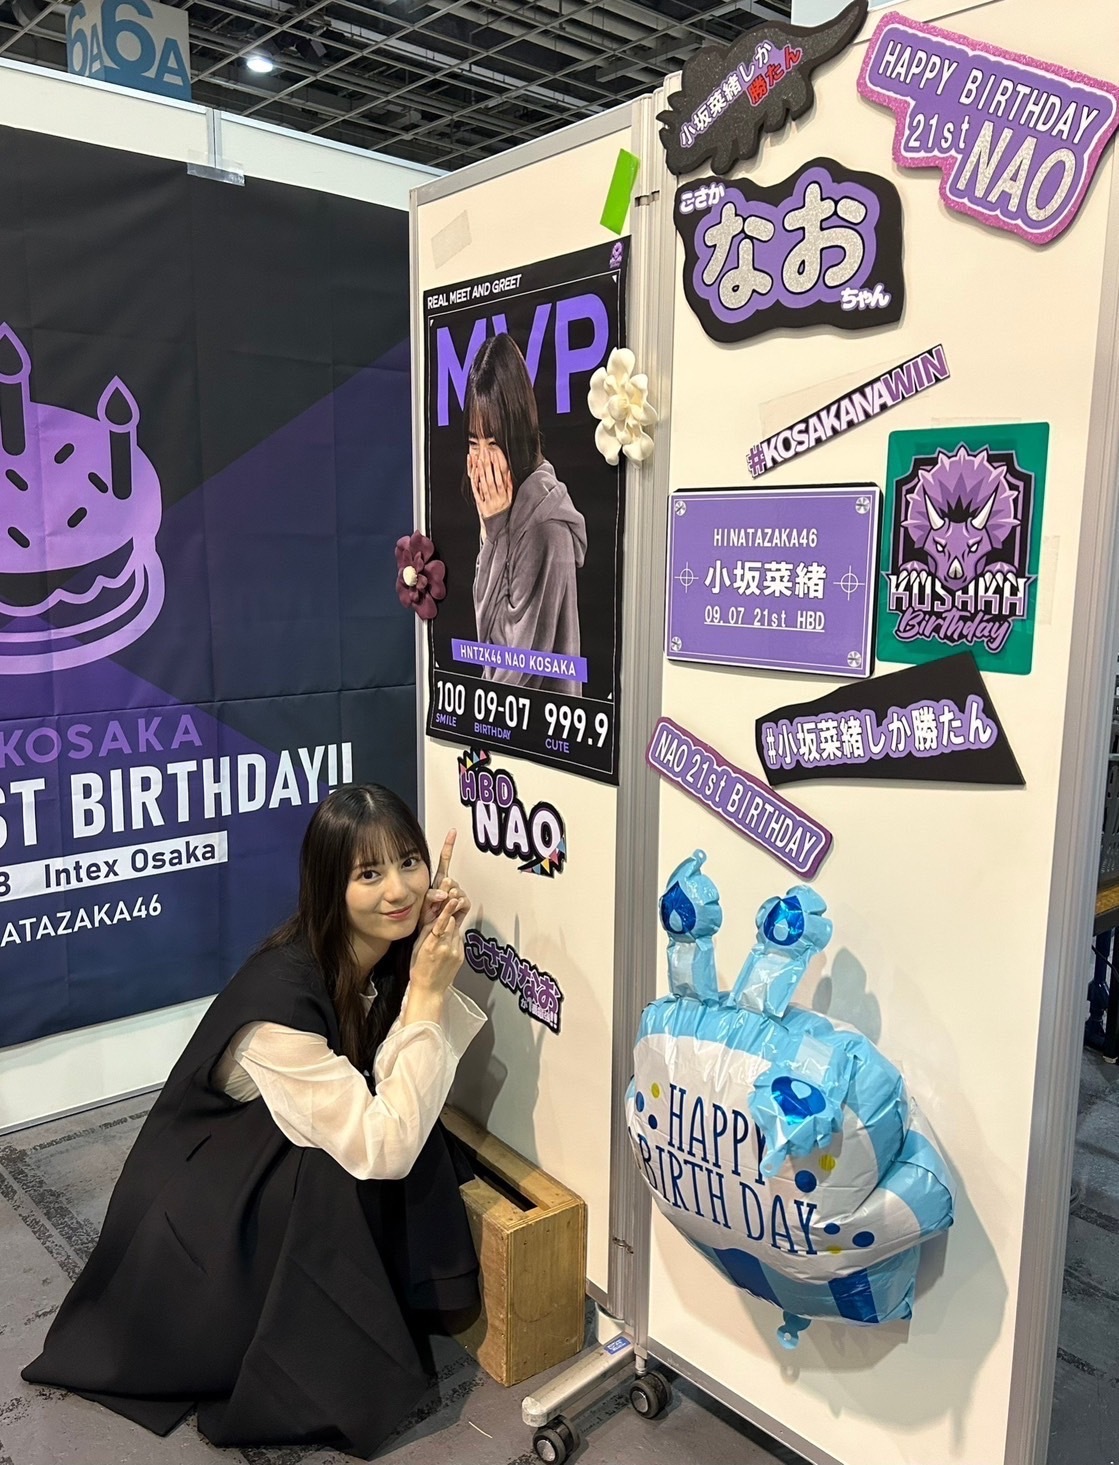 6A
6A
KOSAKA
ST BIRTHDAY!!
8 Intex Osaka
NATAZAKA46
REAL MEET AND GREET
MVP
HNTZK46 NAO KOSAKA
100
SMILE
09-07
BIRTHDAY
999.9
CUTE
HBD
NAO
こさかなお
小坂菜緒しか
勝たん
HAPPY BIRTHDAY
21st NAO
こさか
なお
ちゃん
#KOSAKANAWIN
HINATAZAKA46
小坂菜緒
09.07 21st HBD
KOSAKA
Birthday
#小坂菜緒しか勝たん
NAO 21st BIRTHDAY
HAPPY
BIRTH DAY